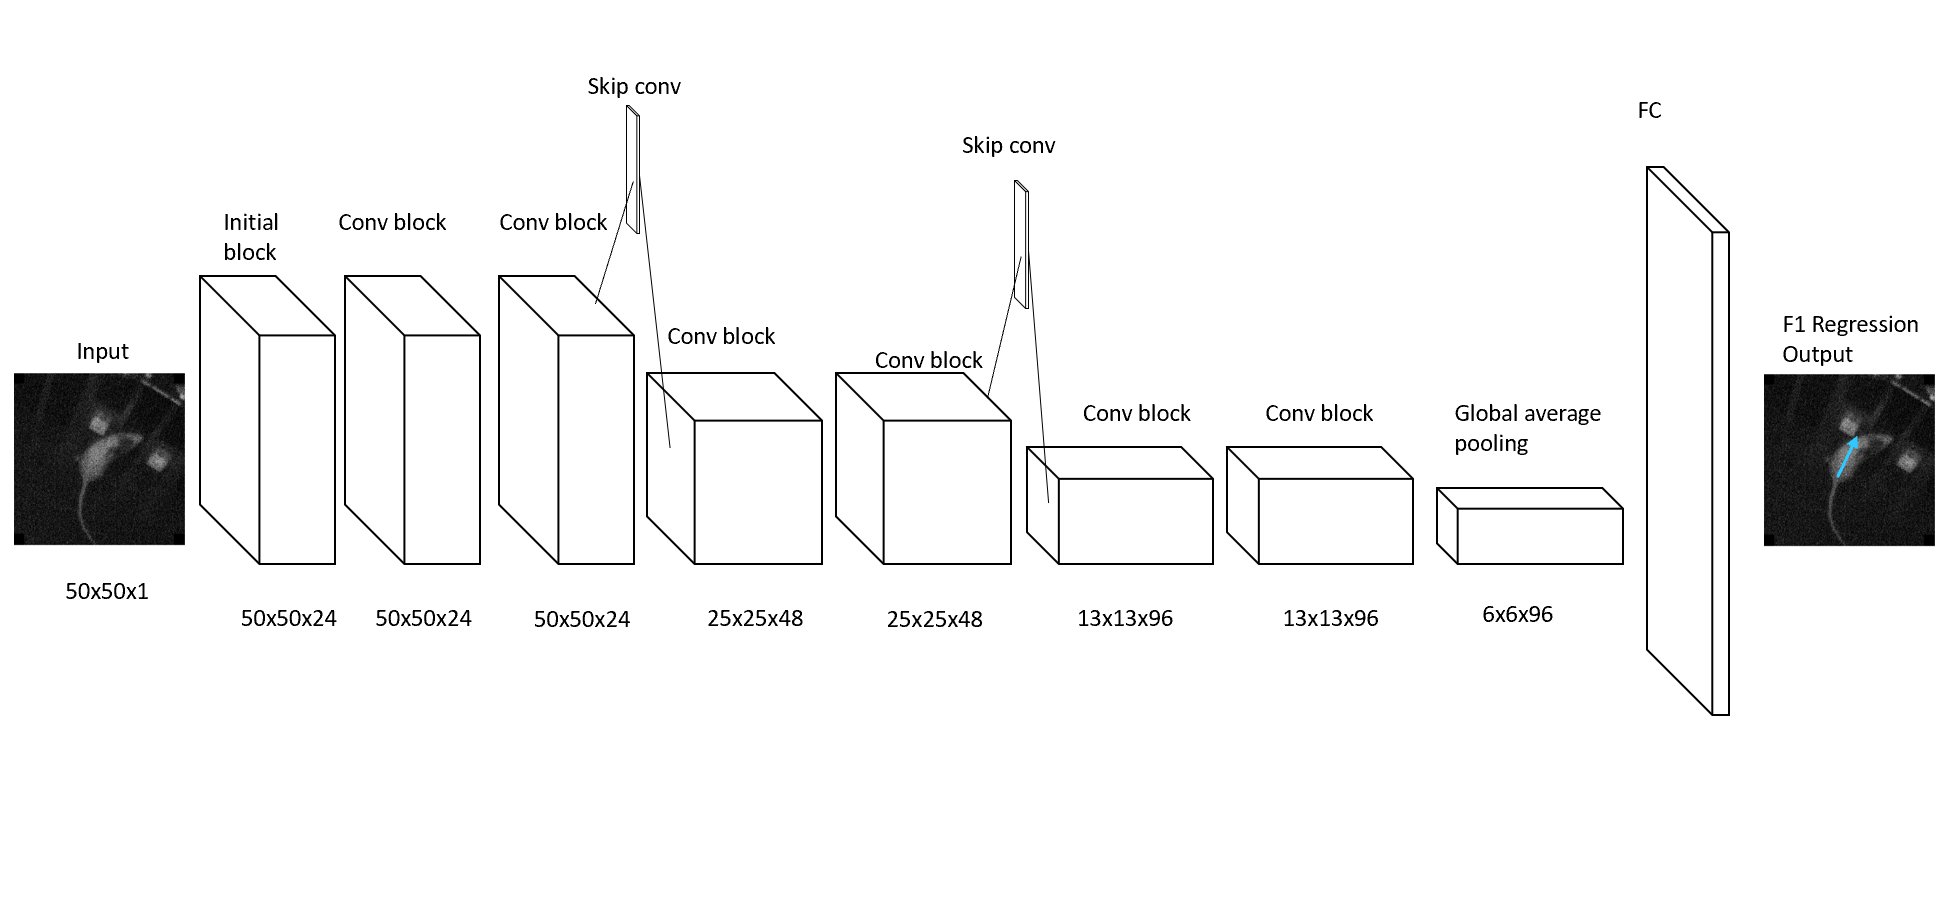 Skip conv
FC
Skip conv
Initial
block
Conv block
Conv block
F1 Regression
Output
Conv block
Input
Conv block
Conv block
Conv block
Global average
pooling
50x50x1
50x50x24
50x50x24
50x50x24
25x25x48
25x25x48
13x13x96
13x13x96
6x6x96